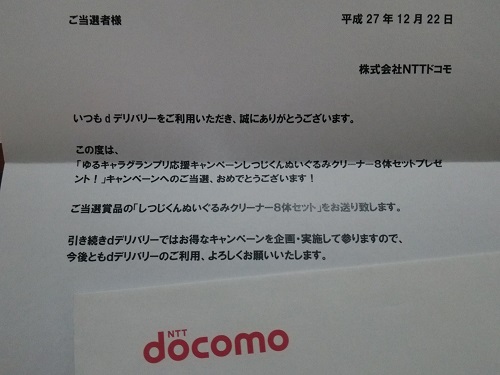 ご当選者様
平成27年12月22日
株式会社NTTドコモ
いつもdデリバリーをご利用いただき、誠にありがとうございます。
この度は、
「ゆるキャラグランプリ応援キャンペーンしつじくんぬいぐるみクリーナー8体セットプレゼ
ント！」キャンペーンへのご当選、おめでとうございます！
ご当選賞品の「しつじくんぬいぐるみクリーナー8体セット」をお送り致します。
引き続きdデリバリーではお得なキャンペーンを企画・実施して参りますので、
今後ともdデリバリーのご利用、よろしくお願いいたします。
NTT
docomo